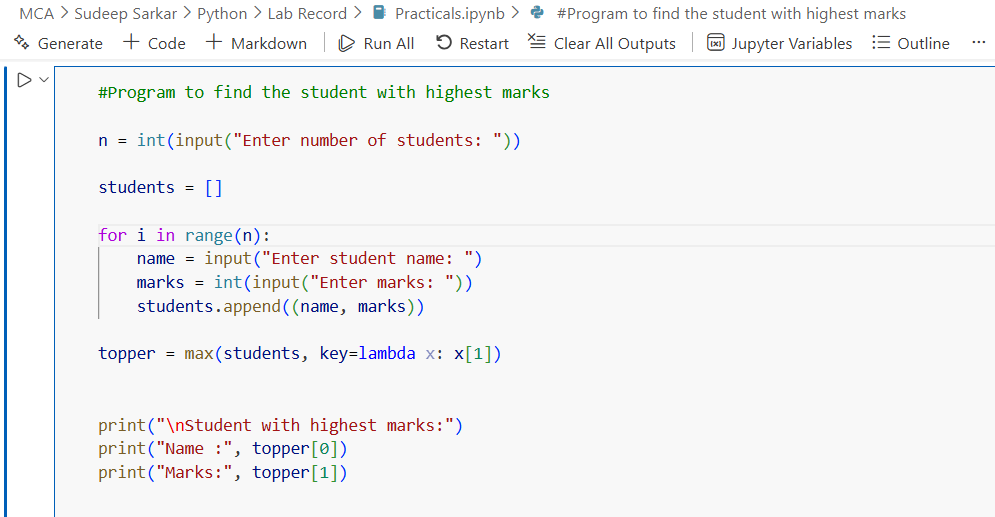 MCA > Sudeep Sarkar > Python > Lab Record > Practicals.ipynb > #Program to find the student with highest marks
Generate + Code + Markdown | Run All Restart Clear All Outputs | Jupyter Variables Outline ...
#Program to find the student with highest marks
n = int(input("Enter number of students: "))
students = []
for i in range(n):
    name = input("Enter student name: ")
    marks = int(input("Enter marks: "))
    students.append((name, marks))
topper = max(students, key=lambda x: x[1])
print("\nStudent with highest marks:")
print("Name :", topper[0])
print("Marks:", topper[1])